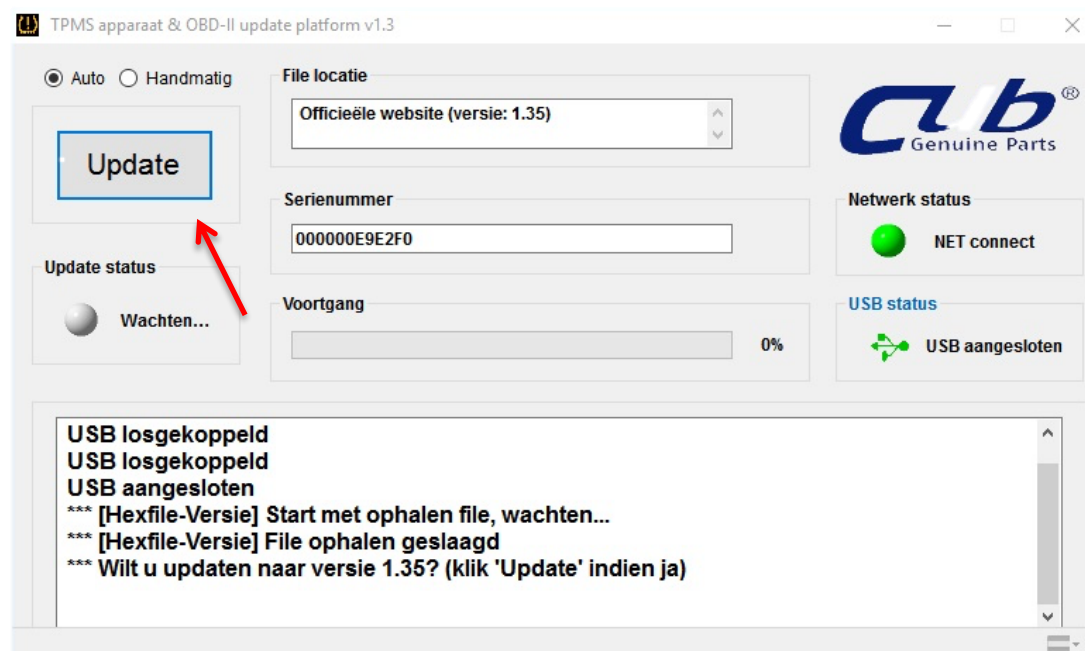 TPMS apparaat & OBD-II update platform v1.3
Auto
Handmatig
Update
Update status
Wachten...
File locatie
Officieële website (versie: 1.35)
Serienummer
000000E9E2F0
Voortgang
0%
Cub®
Genuine Parts
Netwerk status
NET connect
USB status
USB aangesloten
USB losgekoppeld
USB losgekoppeld
USB aangesloten
*** [Hexfile-Versie] Start met ophalen file, wachten...
*** [Hexfile-Versie] File ophalen geslaagd
*** Wilt u updaten naar versie 1.35? (klik 'Update' indien ja)